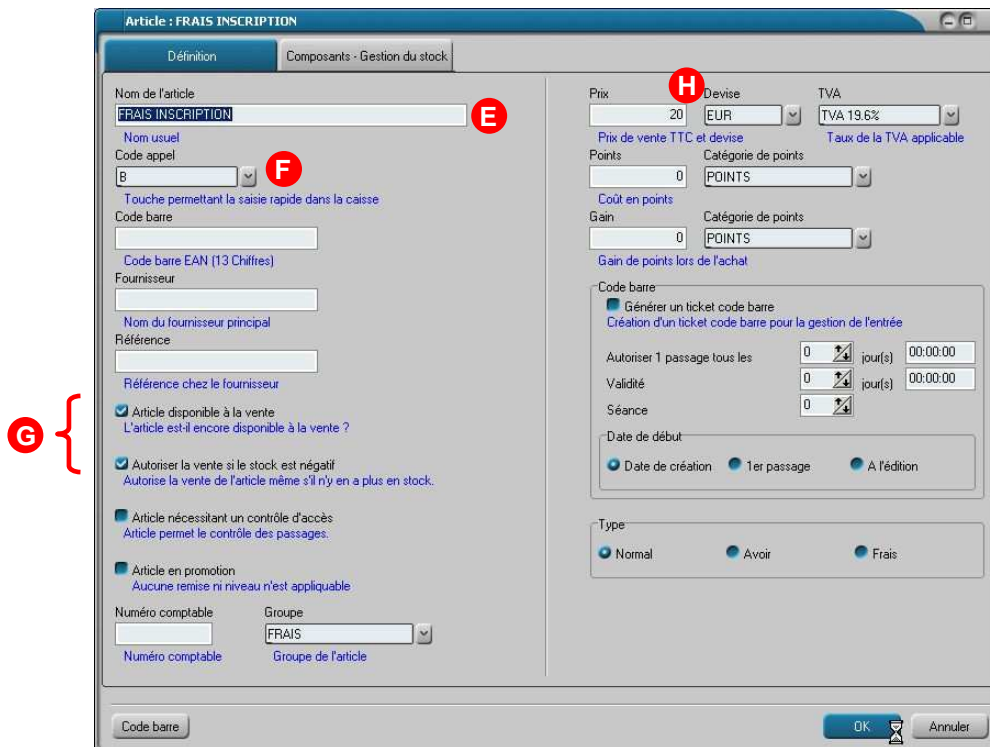 Article : FRAIS INSCRIPTION
Définition
Composants - Gestion du stock
Nom de l'article
FRAIS INSCRIPTION
E
Nom usuel
Code appel
B
F
Touche permettant la saisie rapide dans la caisse
Code barre
Code barre EAN (13 Chiffres)
Fournisseur
Nom du fournisseur principal
Référence
Référence chez le fournisseur
G
Article disponible à la vente
L'article est-il encore disponible à la vente ?
Autoriser la vente si le stock est négatif
Autorise la vente de l'article même s'il n'y en a plus en stock.
Article nécessitant un contrôle d'accès
Article permet le contrôle des passages.
Article en promotion
Aucune remise ni niveau n'est appliquable
Numéro comptable Groupe
FRAIS
Numéro comptable Groupe de l'article
Prix H Devise TVA
20 EUR TVA 19.6%
Prix de vente TTC et devise Taux de la TVA applicable
Points Catégorie de points
0 POINTS
Coût en points
Gain Catégorie de points
0 POINTS
Gain de points lors de l'achat
Code barre
Générer un ticket code barre
Création d'un ticket code barre pour la gestion de l'entrée
Autoriser 1 passage tous les 0 jour(s) 00:00:00
Validité 0 jour(s) 00:00:00
Séance 0
Date de début
Date de création 1er passage A l'édition
Type
Normal Avoir Frais
Code barre OK Annuler